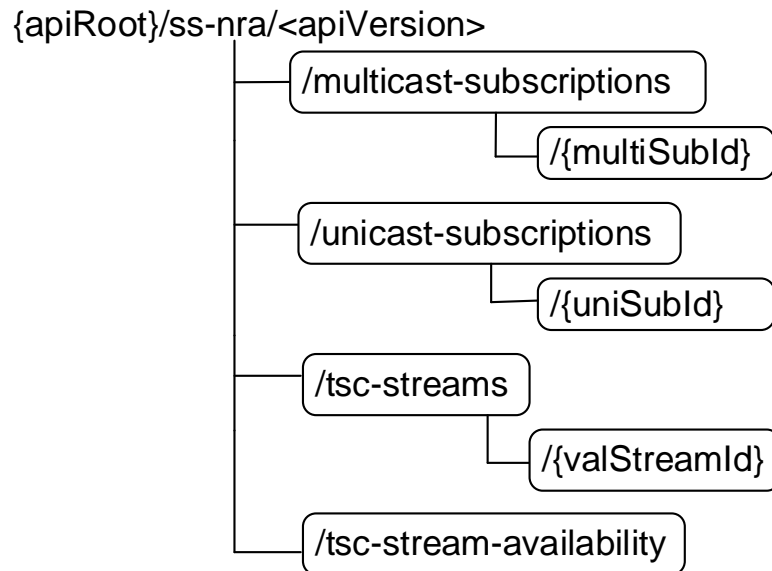 {apiRoot}/ss-nra/<apiVersion>
/multicast-subscriptions
/{multiSubId}
/unicast-subscriptions
/{uniSubId}
/tsc-streams
/{valStreamId}
/tsc-stream-availability